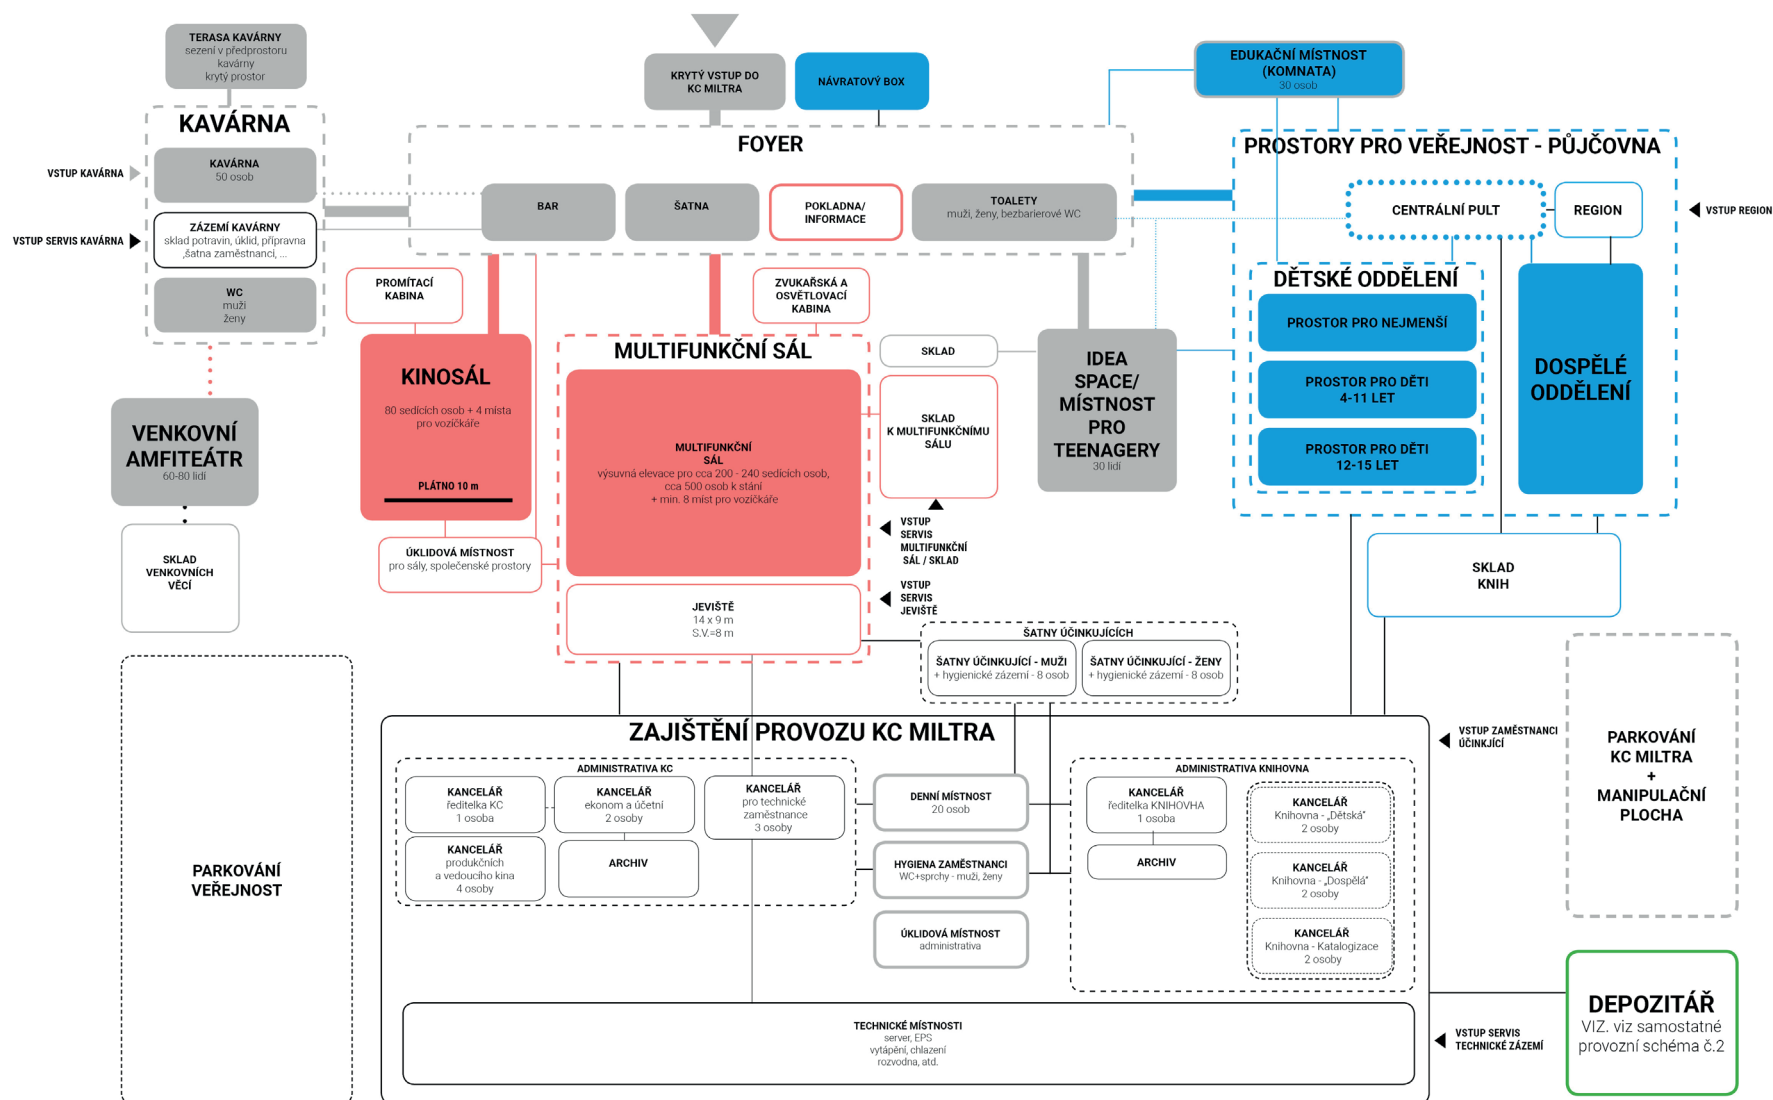 TERASA KAVÁRNY
sezení v předprostoru
kavárny
krytý prostor
KAVÁRNA
VSTUP KAVÁRNA
KAVÁRNA
50 osob
VSTUP SERVIS KAVÁRNA
ZÁZEMÍ KAVÁRNY
sklad potravin, úklid, přípravna
,šatna zaměstnanci, ...
WC
muži
ženy
VENKOVNÍ
AMFITEÁTR
60-80 lidí
SKLAD
VENKOVNÍCH
VĚCÍ
PARKOVÁNÍ
VEŘEJNOST
KRYTÝ VSTUP DO
KC MILTRA
NÁVRATOVÝ BOX
FOYER
BAR
ŠATNA
POKLADNA/
INFORMACE
TOALETY
muži, ženy, bezbarierové WC
PROMÍTACÍ
KABINA
ZVUKAŘSKÁ A
OSVĚTLOVACÍ
KABINA
KINOSÁL
80 sedících osob + 4 místa
pro vozíčkáře
PLÁTNO 10 m
ÚKLIDOVÁ MÍSTNOST
pro sály, společenské prostory
MULTIFUNKČNÍ SÁL
MULTIFUNKČNÍ
SÁL
výsuvná elevace pro cca 200 - 240 sedících osob,
cca 500 osob k stání
+ min. 8 míst pro vozíčkáře
JEVIŠTĚ
14 x 9 m
S.V.=8 m
SKLAD
SKLAD
K MULTIFUNKČNÍMU
SÁLU
VSTUP
SERVIS
MULTIFUNKČNÍ
SÁL / SKLAD
VSTUP
SERVIS
JEVIŠTĚ
IDEA
SPACE/
MÍSTNOST
PRO
TEENAGERY
30 lidí
EDUKAČNÍ MÍSTNOST
(KOMNATA)
30 osob
PROSTORY PRO VEŘEJNOST - PŮJČOVNA
CENTRÁLNÍ PULT
REGION
VSTUP REGION
DĚTSKÉ ODDĚLENÍ
PROSTOR PRO NEJMENŠÍ
PROSTOR PRO DĚTI
4-11 LET
PROSTOR PRO DĚTI
12-15 LET
DOSPĚLÉ
ODDĚLENÍ
SKLAD
KNIH
ŠATNY ÚČINKUJÍCÍCH
ŠATNY ÚČINKUJÍCÍ - MUŽI
+ hygienické zázemí - 8 osob
ŠATNY ÚČINKUJÍCÍ - ŽENY
+ hygienické zázemí - 8 osob
ZAJIŠTĚNÍ PROVOZU KC MILTRA
ADMINISTRATIVA KC
KANCELÁŘ
ředitelka KC
1 osoba
KANCELÁŘ
ekonom a účetní
2 osoby
KANCELÁŘ
pro technické
zaměstnance
3 osoby
KANCELÁŘ
produkčních
a vedoucího kina
4 osoby
ARCHIV
DENNÍ MÍSTNOST
20 osob
HYGIENA ZAMĚSTNANCI
WC+sprchy - muži, ženy
ÚKLIDOVÁ MÍSTNOST
administrativa
ADMINISTRATIVA KNIHOVNA
KANCELÁŘ
ředitelka KNIHOVHA
1 osoba
ARCHIV
KANCELÁŘ
Knihovna - „Dětská"
2 osoby
KANCELÁŘ
Knihovna - „Dospělá"
2 osoby
KANCELÁŘ
Knihovna - Katalogizace
2 osoby
TECHNICKÉ MÍSTNOSTI
server, EPS
vytápění, chlazení
rozvodna, atd.
VSTUP ZAMĚSTNANCI
ÚČINKJÍCÍ
VSTUP SERVIS
TECHNICKÉ ZÁZEMÍ
PARKOVÁNÍ
KC MILTRA
+
MANIPULAČNÍ
PLOCHA
DEPOZITÁŘ
VIZ. viz samostatné
provozní schéma č.2